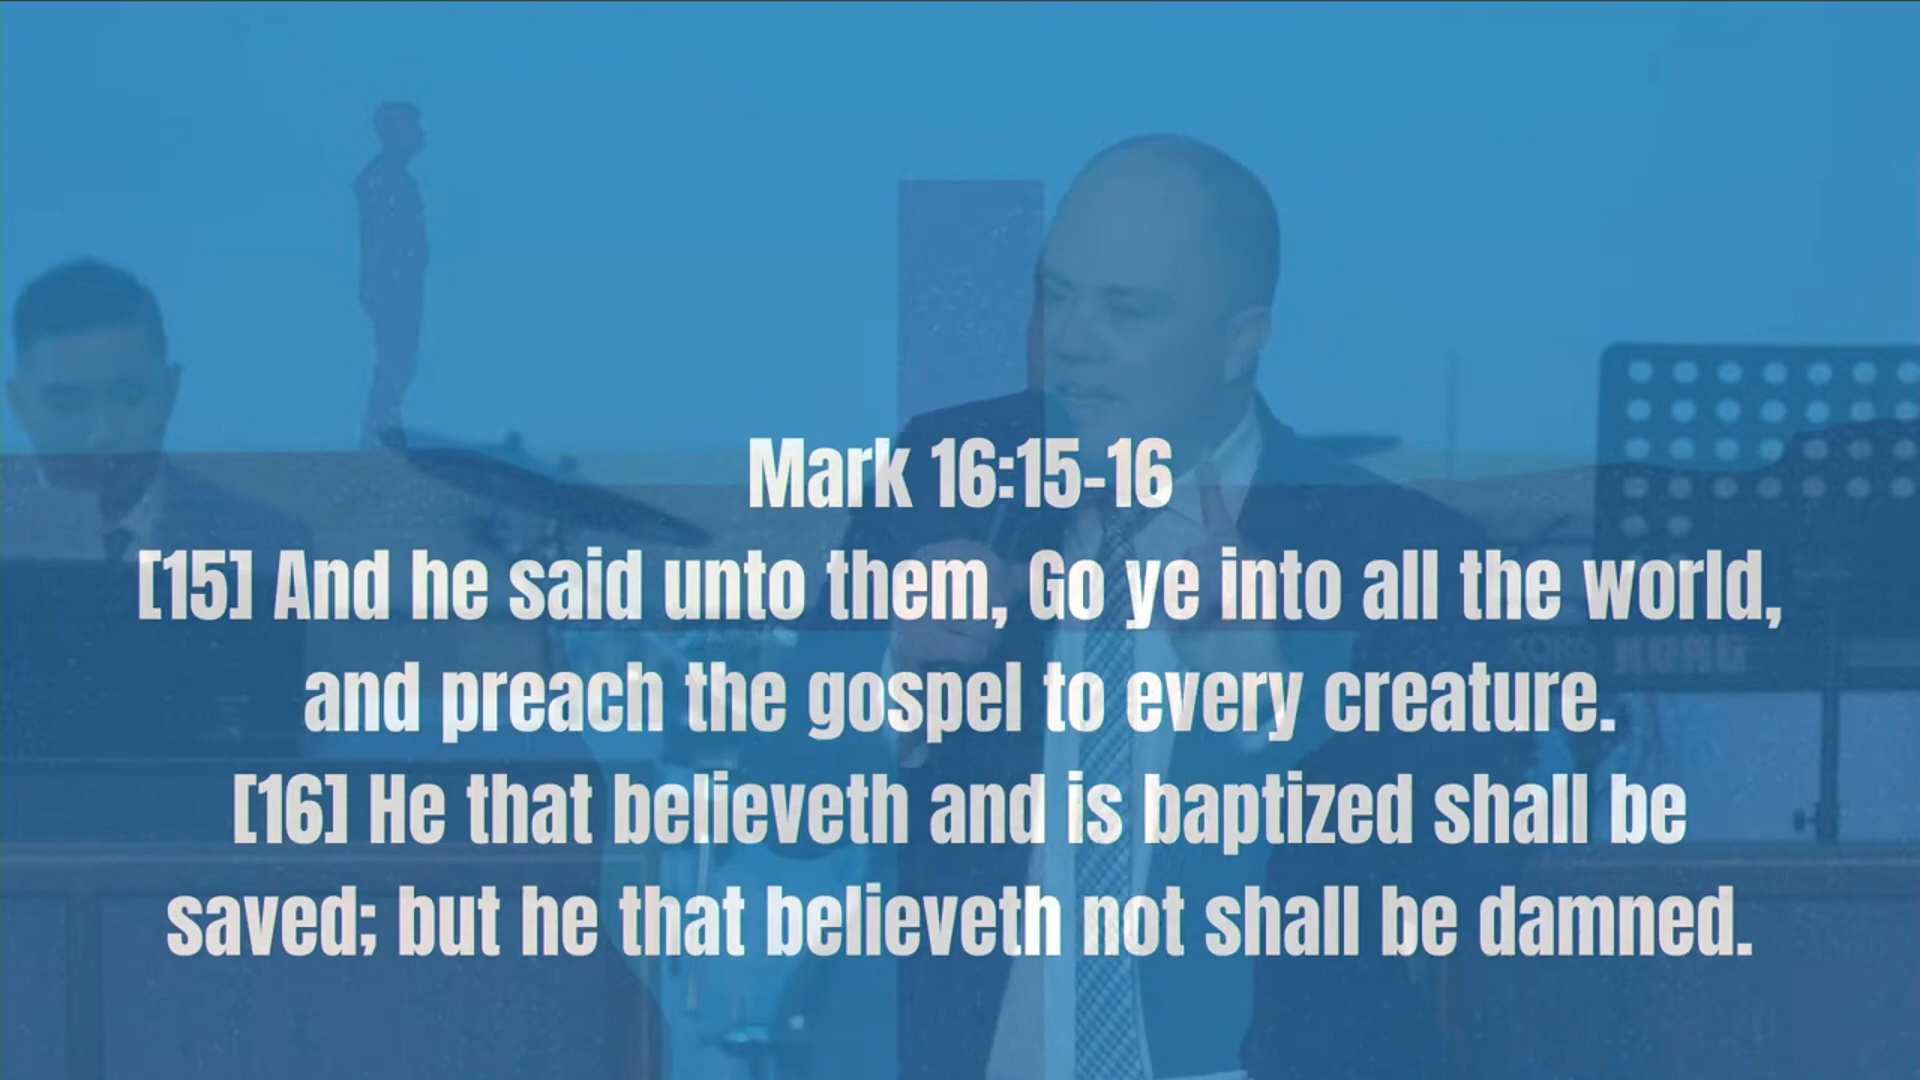 Mark 16:15-16
[15] And he said unto them, Go ye into all the world,
and preach the gospel to every creature.
[16] He that believeth and is baptized shall be
saved; but he that believeth not shall be damned.
KORG KORG